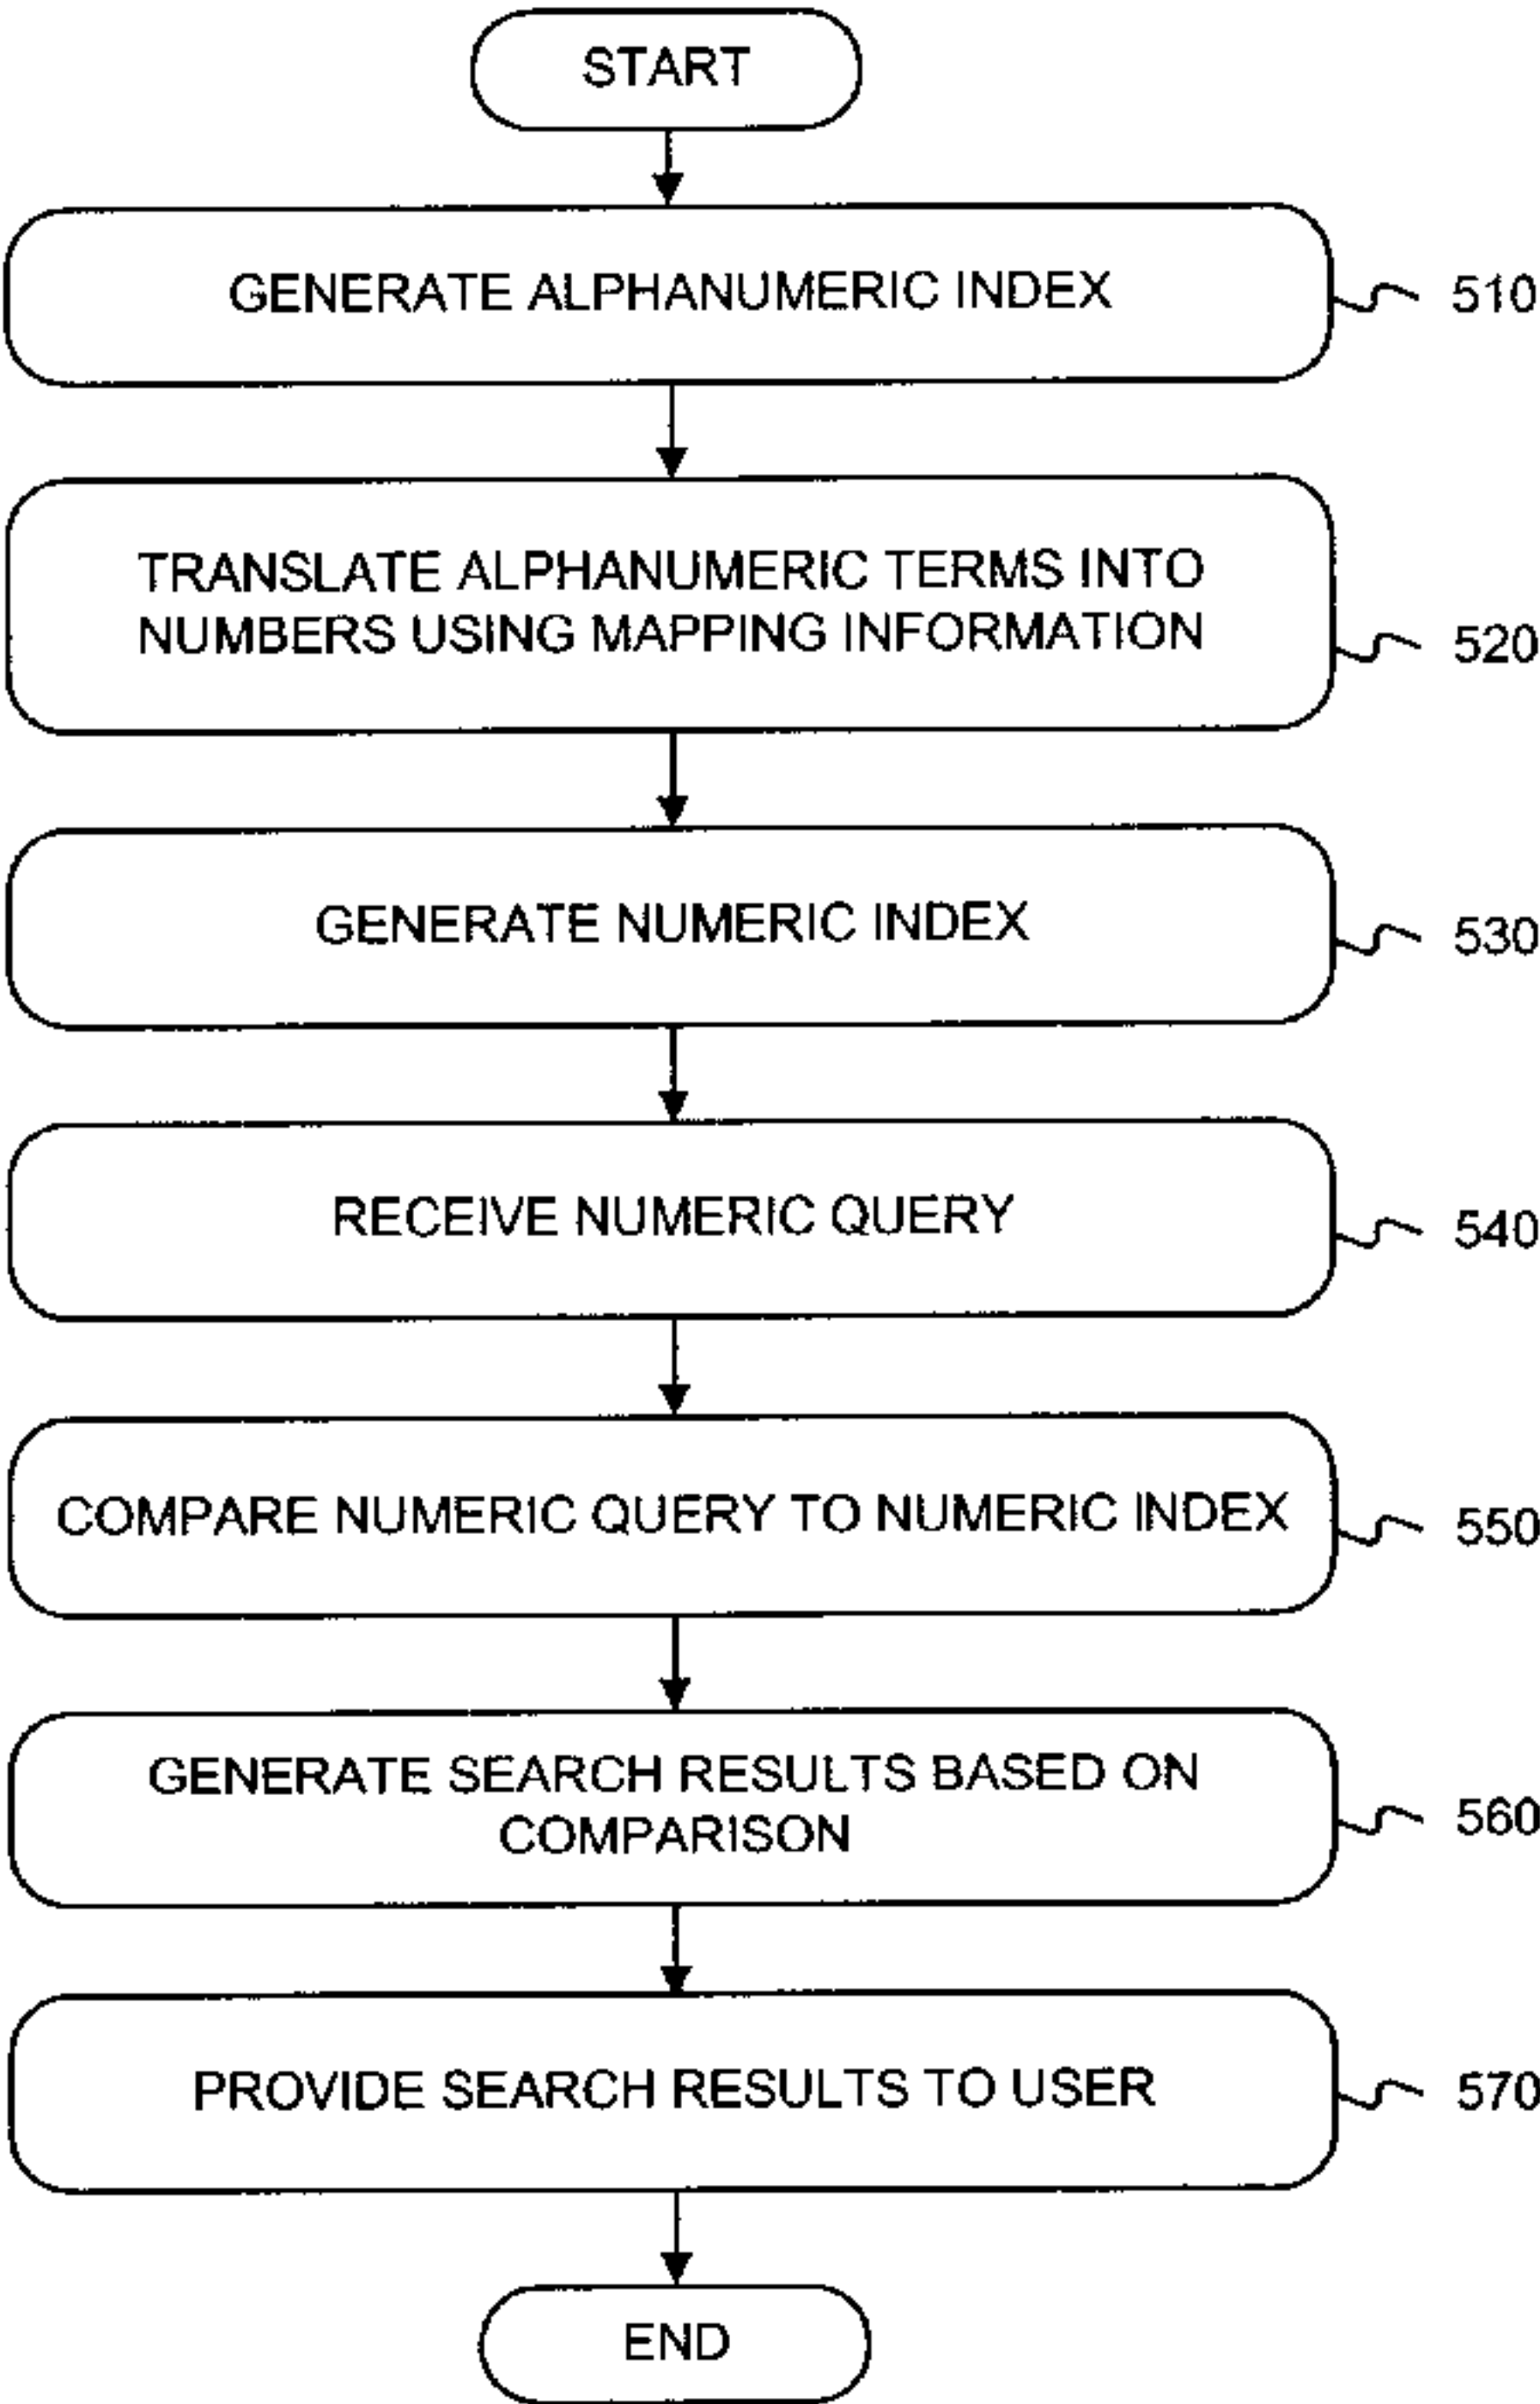 START
GENERATE ALPHANUMERIC INDEX
510
TRANSLATE ALPHANUMERIC TERMS INTO
NUMBERS USING MAPPING INFORMATION
520
GENERATE NUMERIC INDEX
530
RECEIVE NUMERIC QUERY
540
COMPARE NUMERIC QUERY TO NUMERIC INDEX
550
GENERATE SEARCH RESULTS BASED ON
COMPARISON
560
PROVIDE SEARCH RESULTS TO USER
570
END